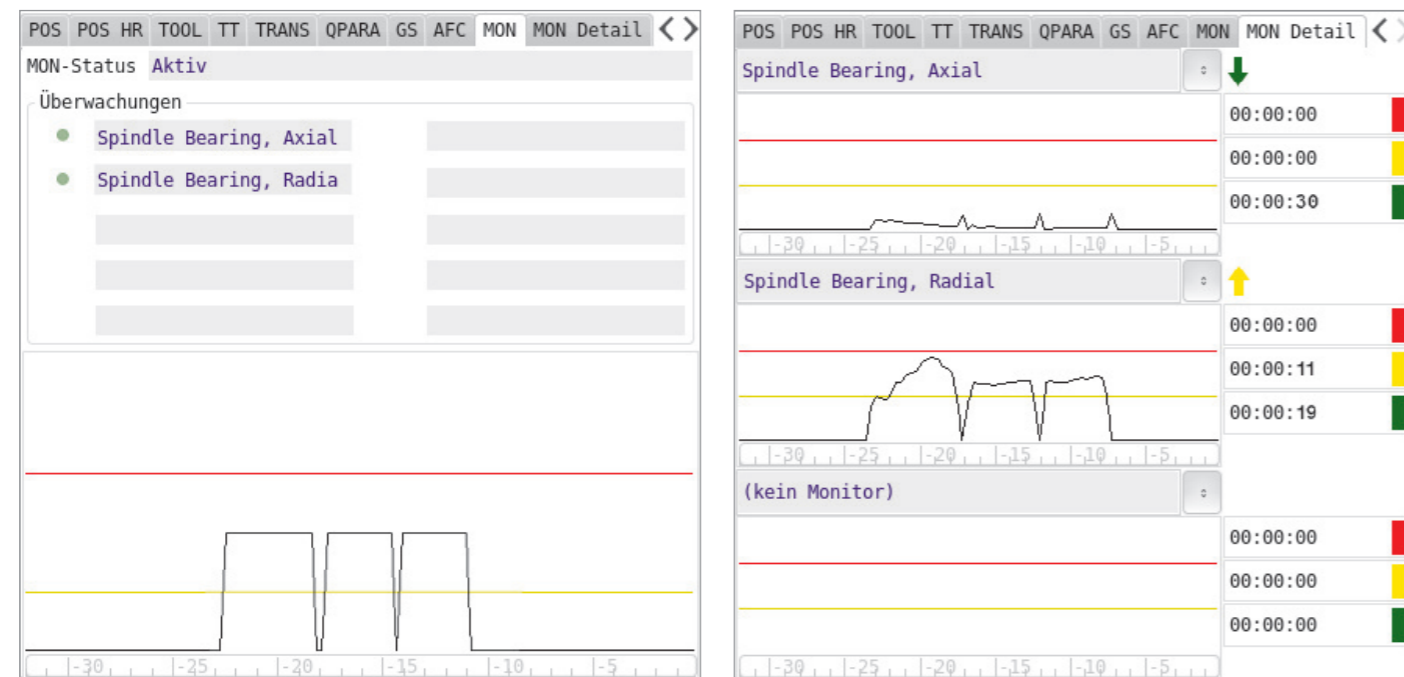 POS POS HR TOOL TT TRANS QPARA GS AFC MON MON Detail
MON-Status Aktiv
Überwachungen
Spindle Bearing, Axial
Spindle Bearing, Radia
-30 -25 -20 -15 -10 -5
POS POS HR TOOL TT TRANS QPARA GS AFC MON MON Detail
Spindle Bearing, Axial
00:00:00
00:00:00
00:00:30
-30 -25 -20 -15 -10 -5
Spindle Bearing, Radial
00:00:00
00:00:11
00:00:19
-30 -25 -20 -15 -10 -5
(kein Monitor)
00:00:00
00:00:00
00:00:00
-30 -25 -20 -15 -10 -5